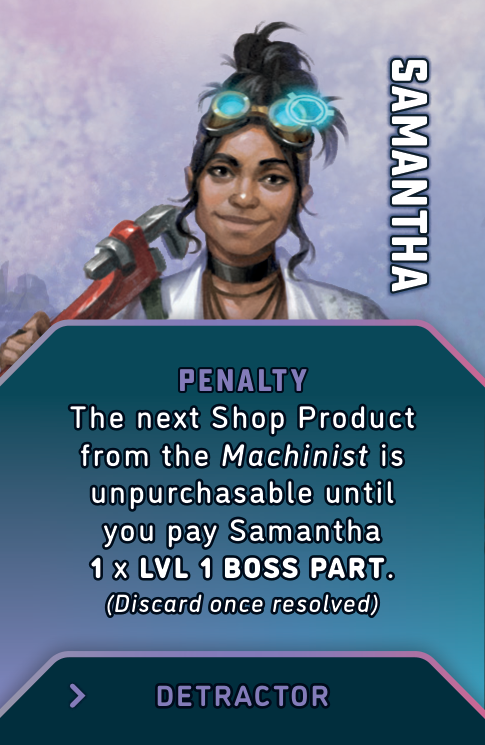 SAMANTHA
PENALTY
The next Shop Product
from the Machinist is
unpurchasable until
you pay Samantha
1 x LVL 1 BOSS PART.
(Discard once resolved)
DETRACTOR